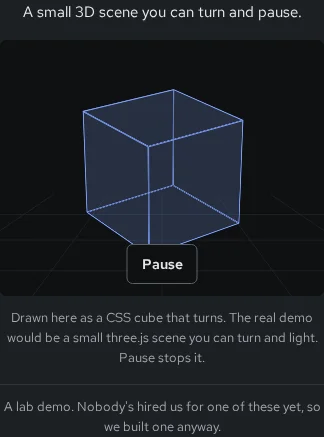 A small 3D scene you can turn and pause.
Pause
Drawn here as a CSS cube that turns. The real demo
would be a small three.js scene you can turn and light.
Pause stops it.
A lab demo. Nobody's hired us for one of these yet, so
we built one anyway.